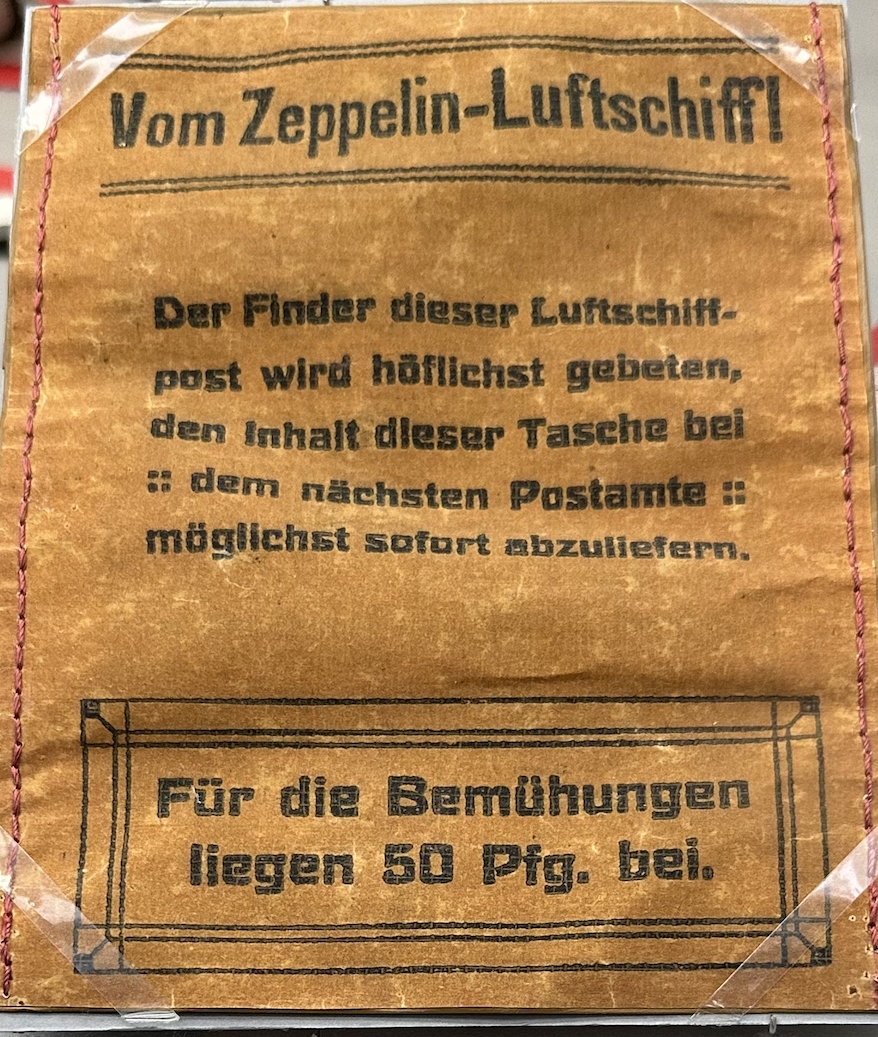 Vom Zeppelin-Luftschiff!
Der Finder dieser Luftschiff-
post wird höflichst gebeten,
den Inhalt dieser Tasche bei
:: dem nächsten Postamte ::
möglichst sofort abzuliefern.
Für die Bemühungen
liegen 50 Pfg. bei.